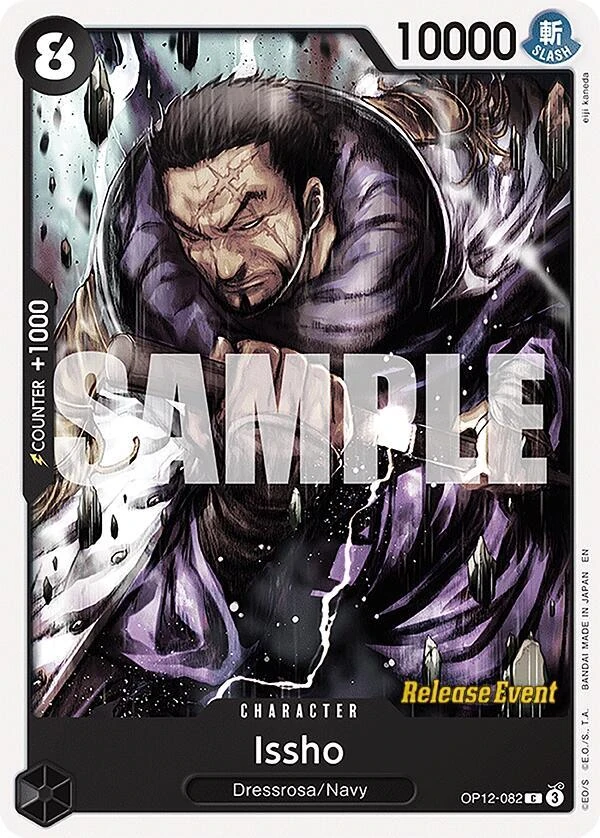 8
10000
斬
SLASH
eiji kaneda
COUNTER +1000
SAMPLE
Release Event
CHARACTER
Issho
Dressrosa/Navy
OP12-082 C 3
©EO/S ©E.O./S., T.A. BANDAI MADE IN JAPAN EN